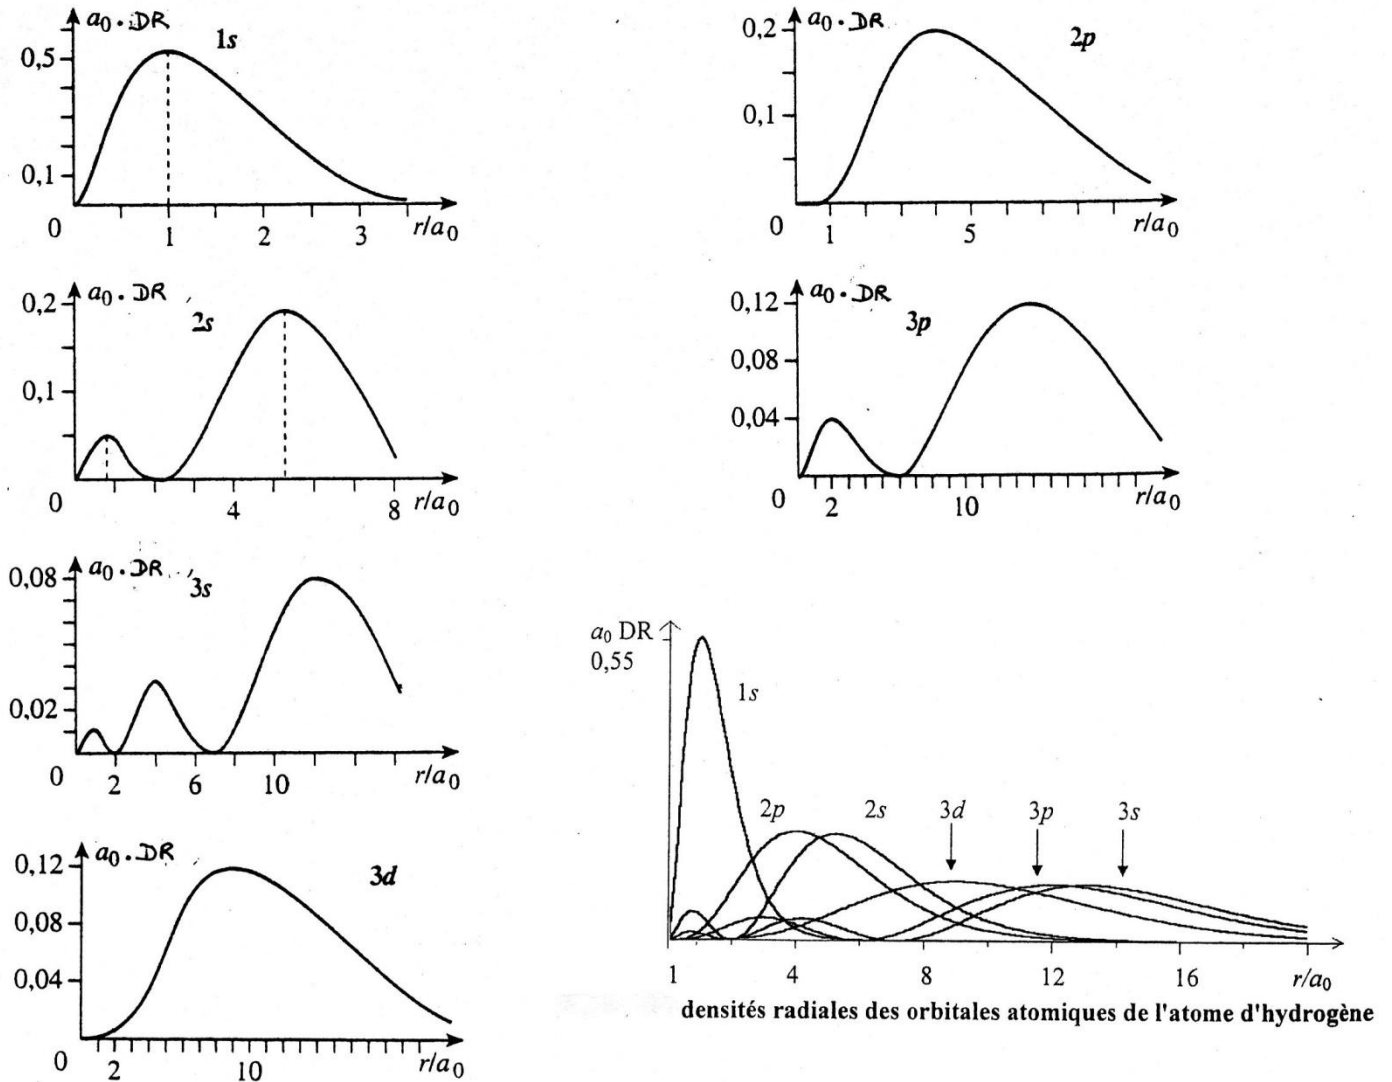 a₀ . DR
1s
0,5
0,1
0
1
2
3
r/a₀
a₀ . DR
2p
0,2
0,1
0
1
5
r/a₀
a₀ . DR
2s
0,2
0,1
0
4
8
r/a₀
a₀ . DR
3p
0,12
0,08
0,04
0
2
10
r/a₀
a₀ . DR
3s
0,08
0,02
0
2
6
10
r/a₀
a₀ . DR
3d
0,12
0,08
0,04
0
2
10
r/a₀
a₀ DR
0,55
1s
2p
2s
3d
3p
3s
1
4
8
12
16
r/a₀
densités radiales des orbitales atomiques de l'atome d'hydrogène